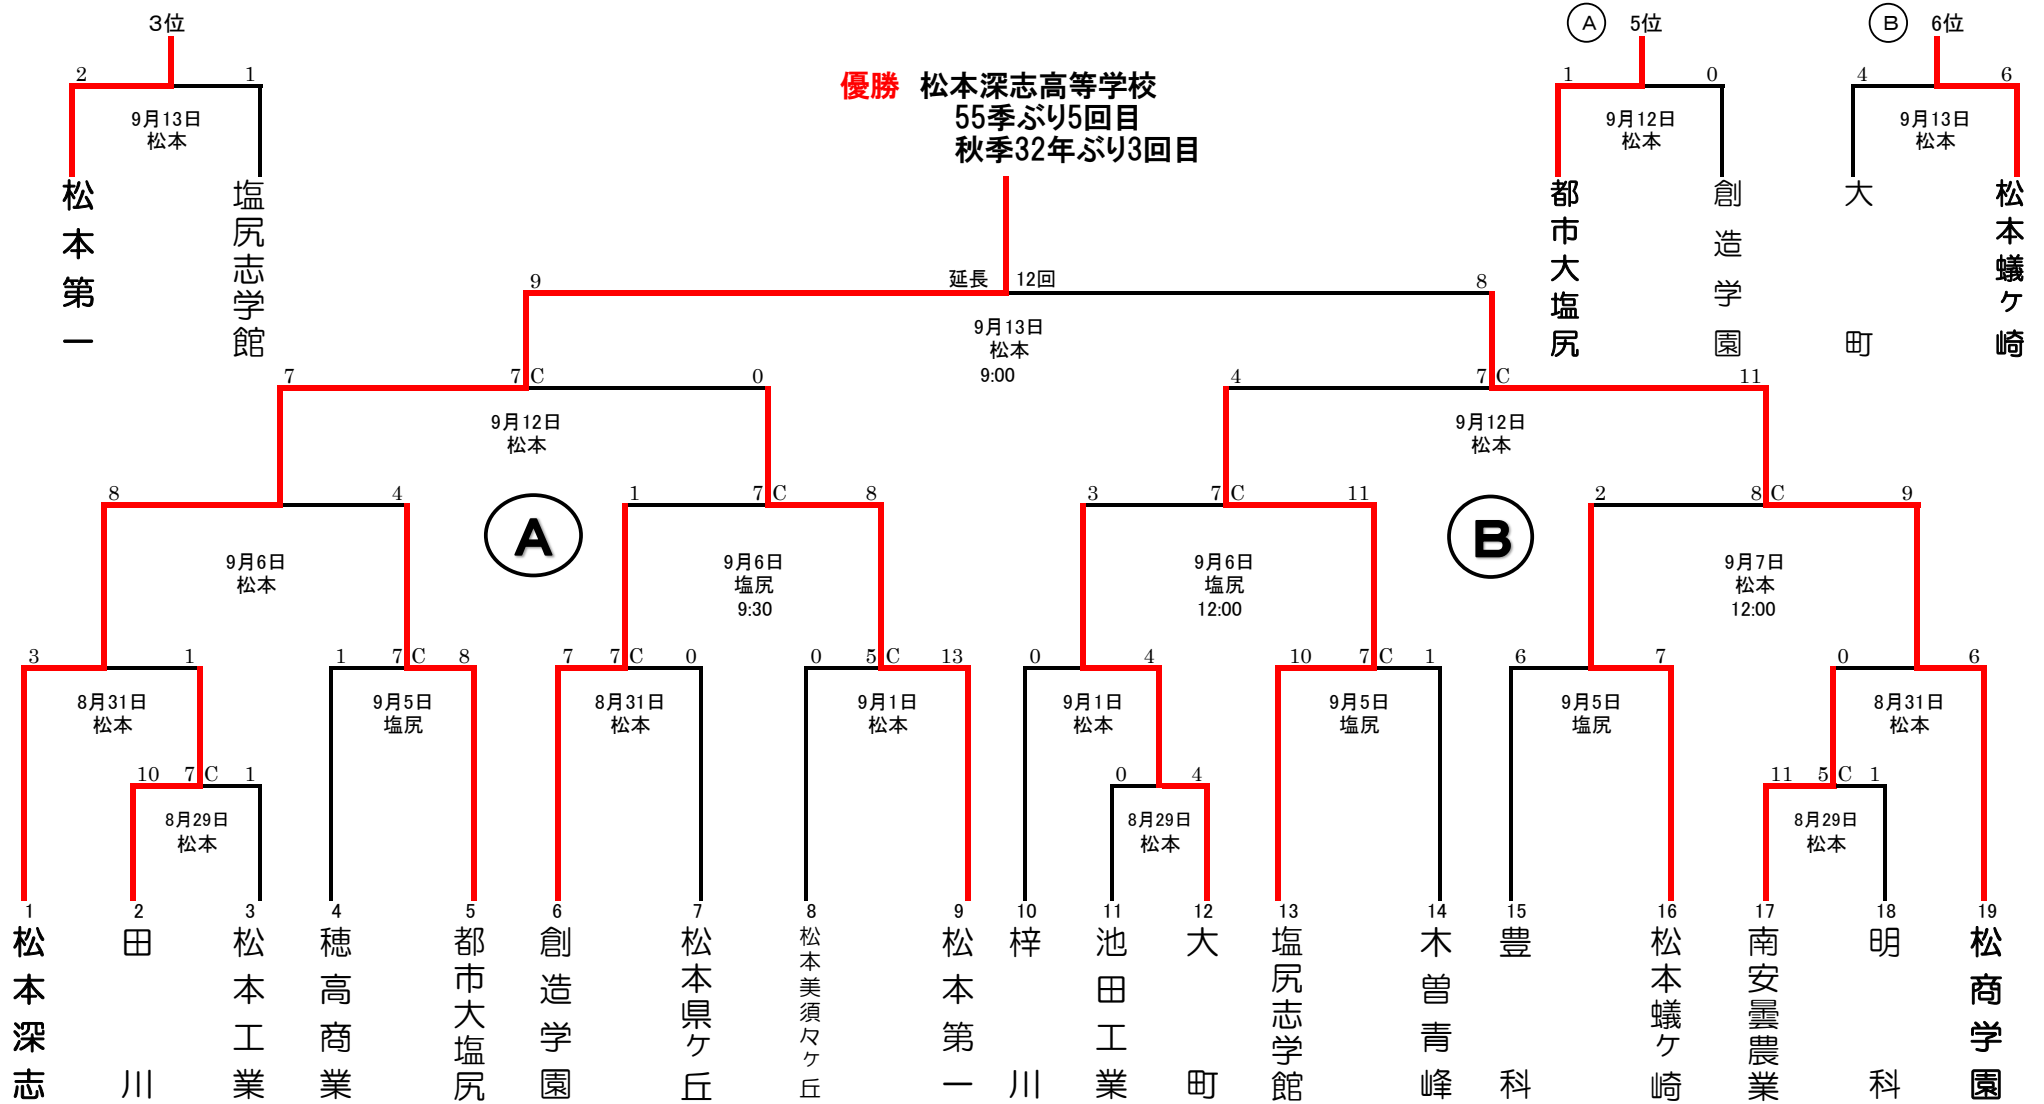 3位
2 1
9月13日
松本
松本第一
塩尻志学館
優勝 松本深志高等学校
55季ぶり5回目
秋季32年ぶり3回目
A 5位
1 0
9月12日
松本
都市大塩尻
創造学園
B 6位
4 6
9月13日
松本
大町
松本蟻ケ崎
9 延長 12回 8
9月13日
松本
9:00
7 7 C 0
9月12日
松本
4 7 C 11
9月12日
松本
8 4
9月6日
松本
A
1 7 C 8
9月6日
塩尻
9:30
3 7 C 11
9月6日
塩尻
12:00
B
2 8 C 9
9月7日
松本
12:00
3 1
8月31日
松本
1 7 C 8
9月5日
塩尻
7 7 C 0
8月31日
松本
0 5 C 13
9月1日
松本
0 4
9月1日
松本
10 7 C 1
9月5日
塩尻
6 7
9月5日
塩尻
0 6
8月31日
松本
10 7 C 1
8月29日
松本
0 4
8月29日
松本
11 5 C 1
8月29日
松本
1 2 3 4 5 6 7 8 9 10 11 12 13 14 15 16 17 18 19
松本深志
田川
松本工業
穂高商業
都市大塩尻
創造学園
松本県ケ丘
松本美須々ケ丘
松本第一
梓川
池田工業
大町
塩尻志学館
木曽青峰
豊科
松本蟻ケ崎
南安曇農業
明科
松商学園